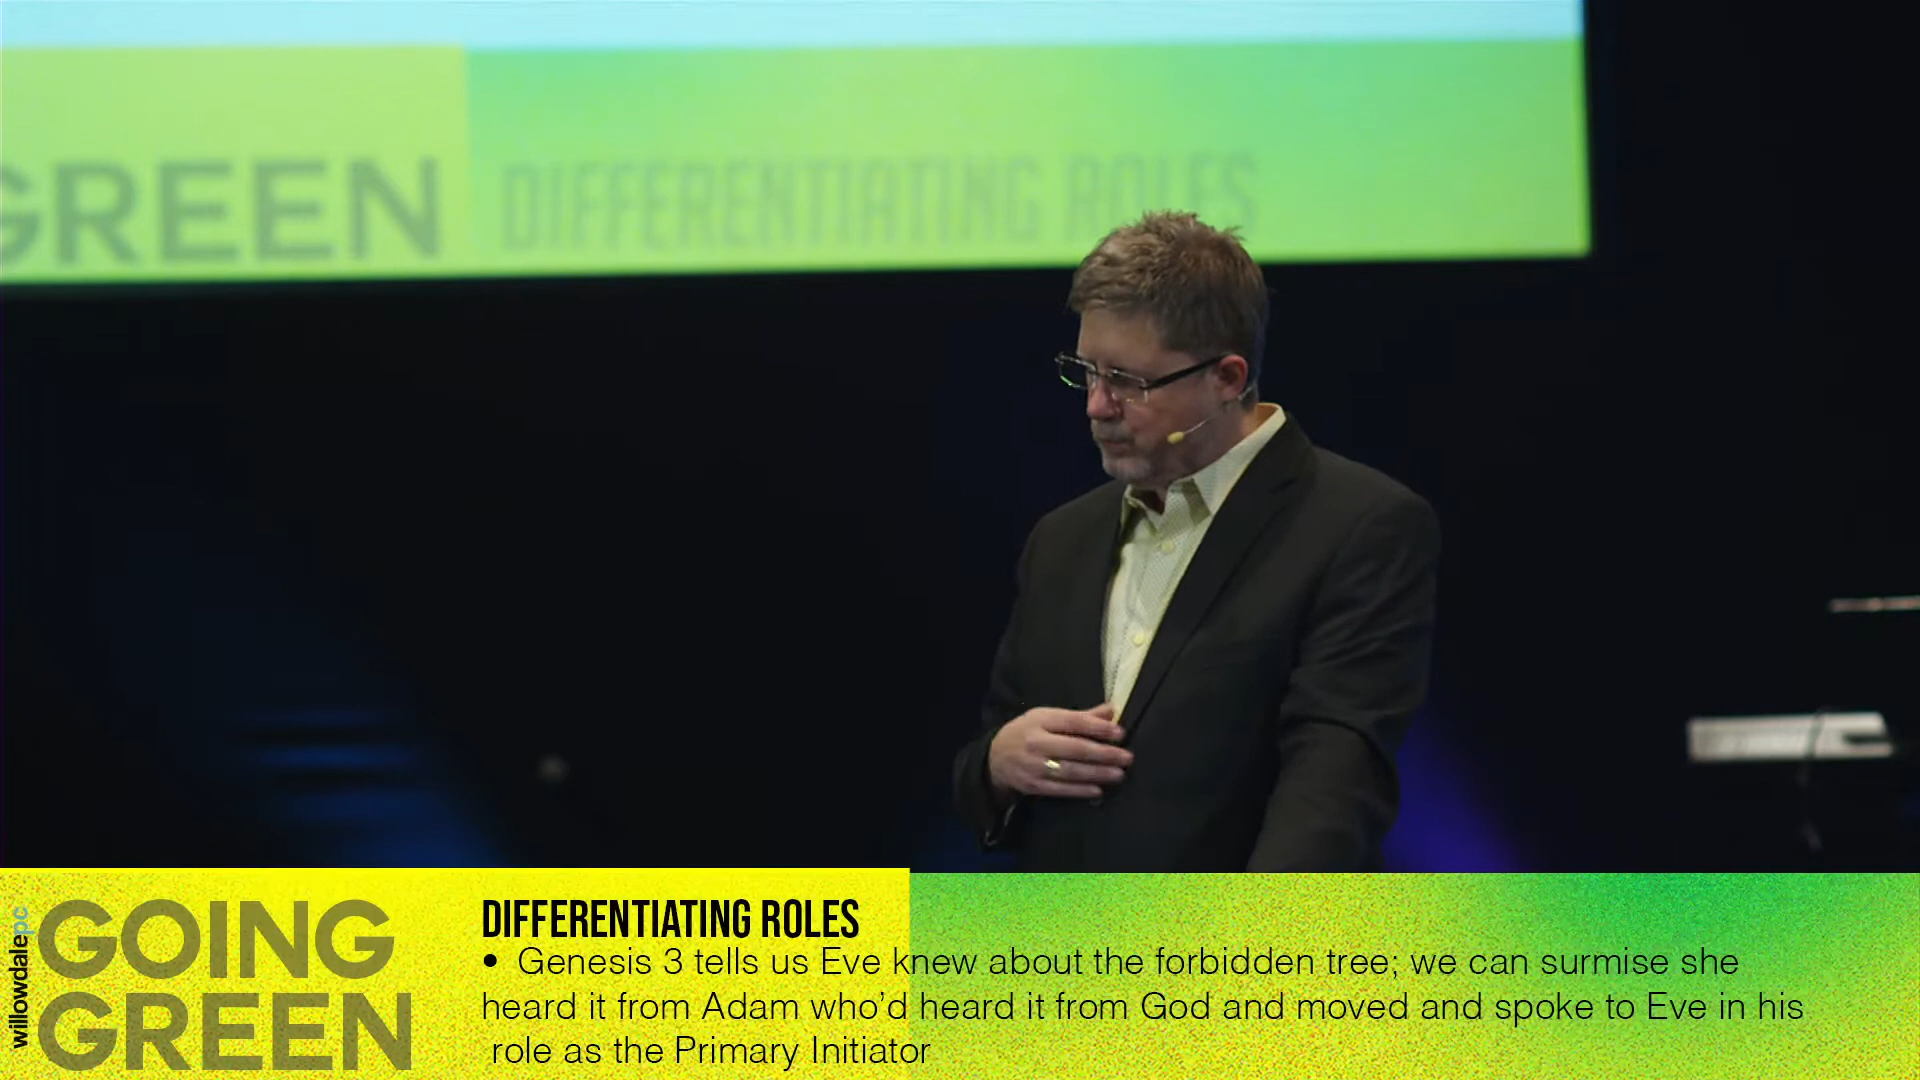 GREEN DIFFERENTIATING ROLES
willowdalepc
GOING
GREEN
DIFFERENTIATING ROLES
• Genesis 3 tells us Eve knew about the forbidden tree; we can surmise she
heard it from Adam who’d heard it from God and moved and spoke to Eve in his
role as the Primary Initiator